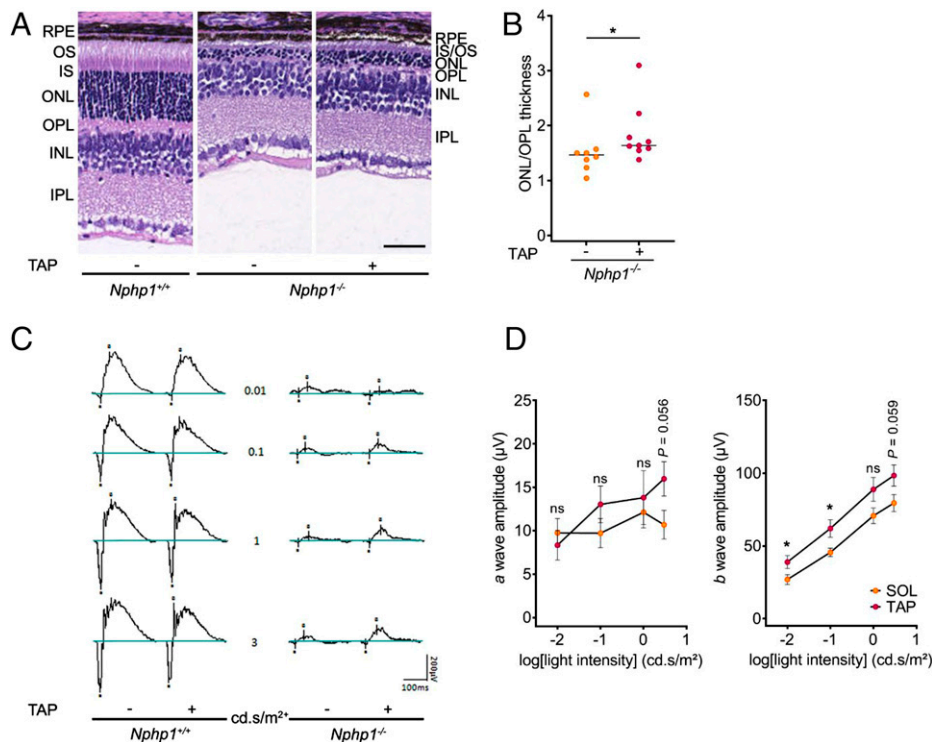 A
RPE
OS
IS
ONL
OPL
INL
IPL
RPE
IS/OS
ONL
OPL
INL
IPL
TAP - - +
Nphp1+/+ Nphp1-/-
B
*
ONL/OPL thickness
4
3
2
1
0
TAP - +
Nphp1-/-
C
0.01
0.1
1
3
200µV
100ms
TAP - + cd.s/m²⁺ - +
Nphp1+/+ Nphp1-/-
D
a wave amplitude (µV)
25
20
15
10
5
0
ns
ns
ns
P = 0.056
-2 -1 0 1
log[light intensity] (cd.s/m²)
b wave amplitude (µV)
150
100
50
0
*
*
ns
P = 0.059
SOL
TAP
-2 -1 0 1
log[light intensity] (cd.s/m²)